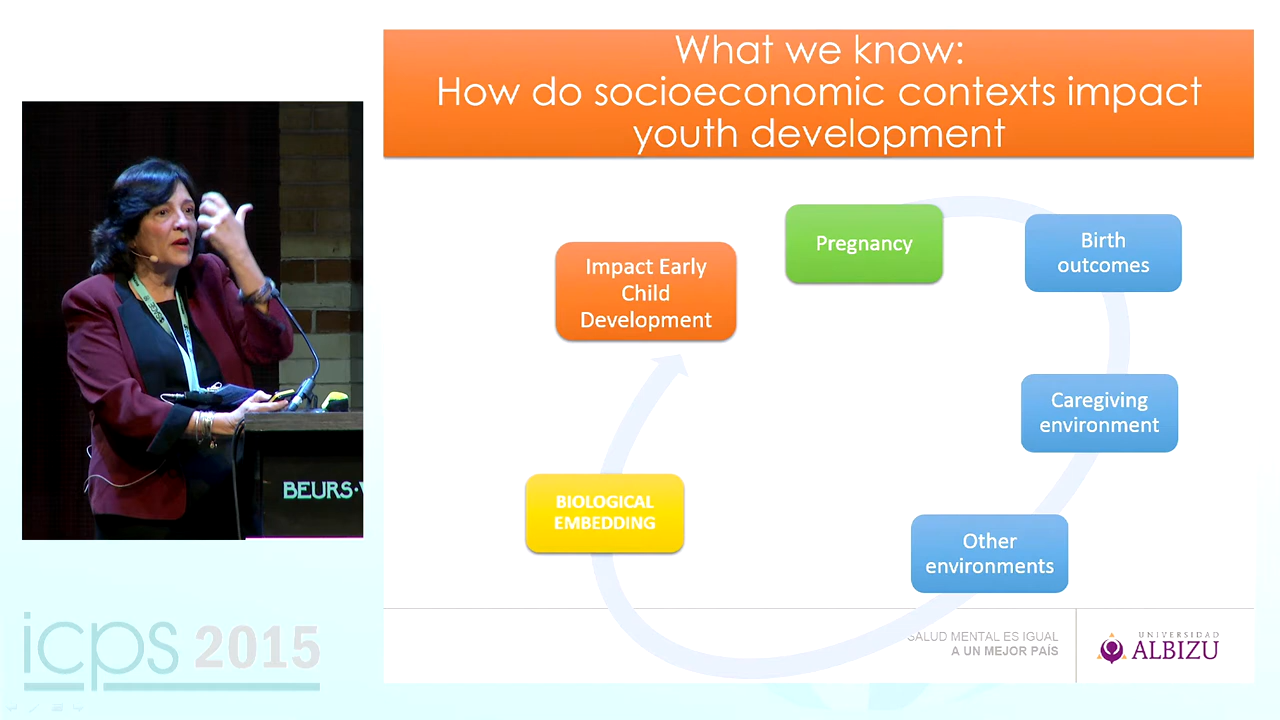 What we know:
How do socioeconomic contexts impact
youth development
Pregnancy
Birth
outcomes
Impact Early
Child
Development
Caregiving
environment
BIOLOGICAL
EMBEDDING
Other
environments
BEURS
SALUD MENTAL ES IGUAL
A UN MEJOR PAÍS
UNIVERSIDAD
ALBIZU
icps 2015